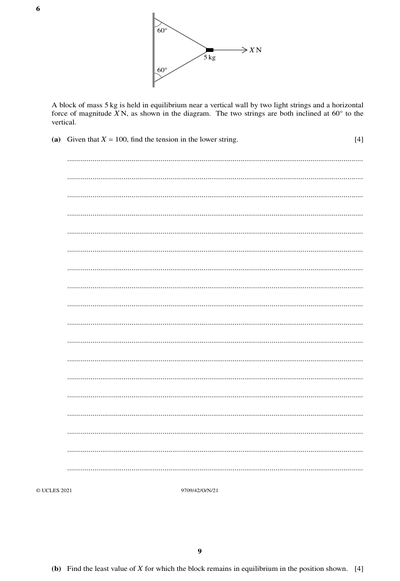 6
60°
X N
5 kg
60°
A block of mass 5 kg is held in equilibrium near a vertical wall by two light strings and a horizontal
force of magnitude X N, as shown in the diagram. The two strings are both inclined at 60° to the
vertical.
(a) Given that X = 100, find the tension in the lower string. [4]
© UCLES 2021 9709/42/O/N/21
9
(b) Find the least value of X for which the block remains in equilibrium in the position shown. [4]